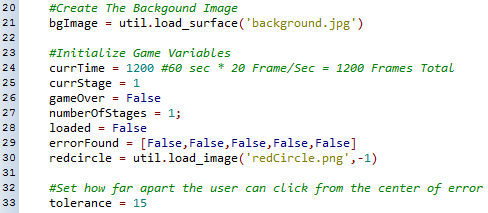 20 #Create The Backgound Image
21 bgImage = util.load_surface('background.jpg')
22
23 #Initialize Game Variables
24 currTime = 1200 #60 sec * 20 Frame/Sec = 1200 Frames Total
25 currStage = 1
26 gameOver = False
27 numberOfStages = 1;
28 loaded = False
29 errorFound = [False,False,False,False,False]
30 redcircle = util.load_image('redCircle.png',-1)
31
32 #Set how far apart the user can click from the center of error
33 tolerance = 15